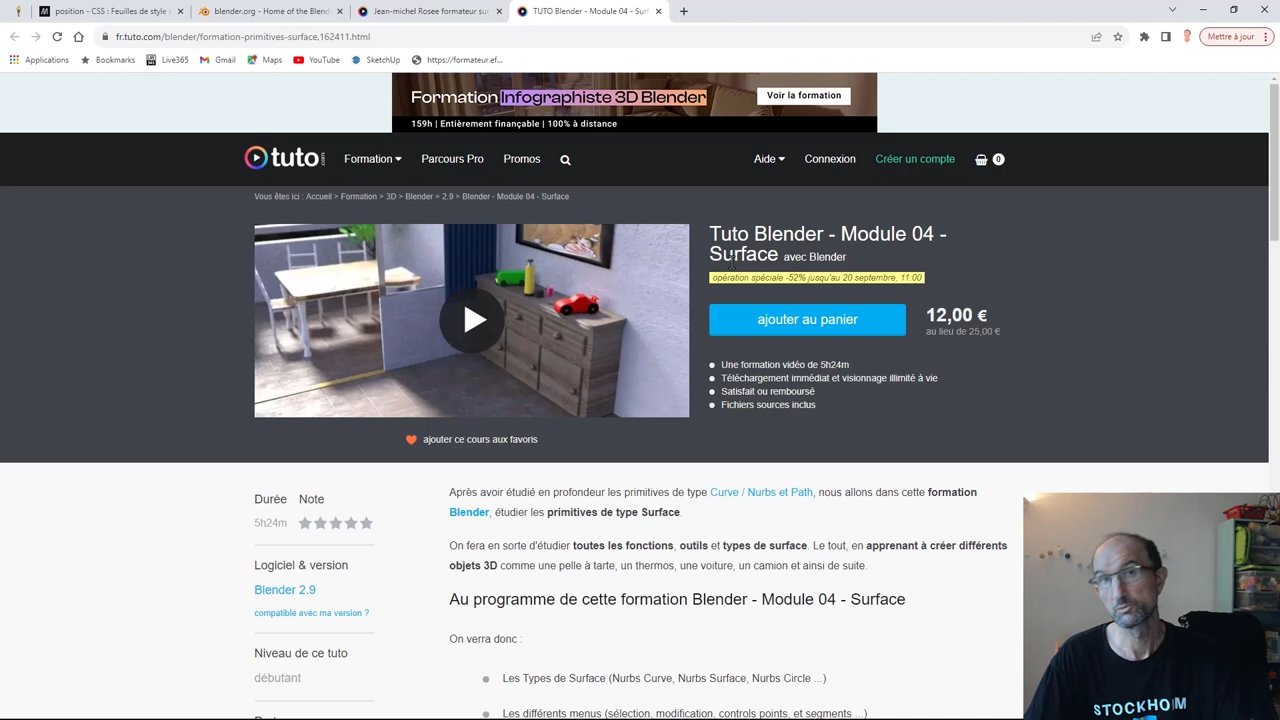 position - CSS : Feuilles de style e
blender.org - Home of the Blend
Jean-michel Rosee formateur sur
TUTO Blender - Module 04 - Surf
fr.tuto.com/blender/formation-primitives-surface,162411.html
Mettre à jour
Applications
Bookmarks
Live365
Gmail
Maps
YouTube
SketchUp
https://formateur.ef...
Formation Infographiste 3D Blender
Voir la formation
159h | Entièrement finançable | 100% à distance
tuto.com
Formation
Parcours Pro
Promos
Aide
Connexion
Créer un compte
0
Vous êtes ici : Accueil > Formation > 3D > Blender > 2.9 > Blender - Module 04 - Surface
Tuto Blender - Module 04 -
Surface avec Blender
opération spéciale -52% jusqu'au 20 septembre, 11:00
ajouter au panier
12,00 €
au lieu de 25,00 €
Une formation vidéo de 5h24m
Téléchargement immédiat et visionnage illimité à vie
Satisfait ou remboursé
Fichiers sources inclus
ajouter ce cours aux favoris
Durée Note
5h24m
Logiciel & version
Blender 2.9
compatible avec ma version ?
Niveau de ce tuto
débutant
Après avoir étudié en profondeur les primitives de type Curve / Nurbs et Path, nous allons dans cette formation
Blender, étudier les primitives de type Surface.
On fera en sorte d'étudier toutes les fonctions, outils et types de surface. Le tout, en apprenant à créer différents
objets 3D comme une pelle à tarte, un thermos, une voiture, un camion et ainsi de suite.
Au programme de cette formation Blender - Module 04 - Surface
On verra donc :
Les Types de Surface (Nurbs Curve, Nurbs Surface, Nurbs Circle ...)
Les différents menus (sélection, modification, controls points, et segments ...)
STOCKHOLM